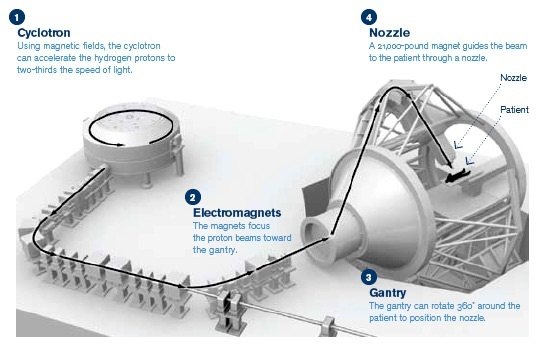 1
Cyclotron
Using magnetic fields, the cyclotron
can accelerate the hydrogen protons to
two-thirds the speed of light.
4
Nozzle
A 21,000-pound magnet guides the beam
to the patient through a nozzle.
Nozzle
Patient
2
Electromagnets
The magnets focus
the proton beams toward
the gantry.
3
Gantry
The gantry can rotate 360° around the
patient to position the nozzle.